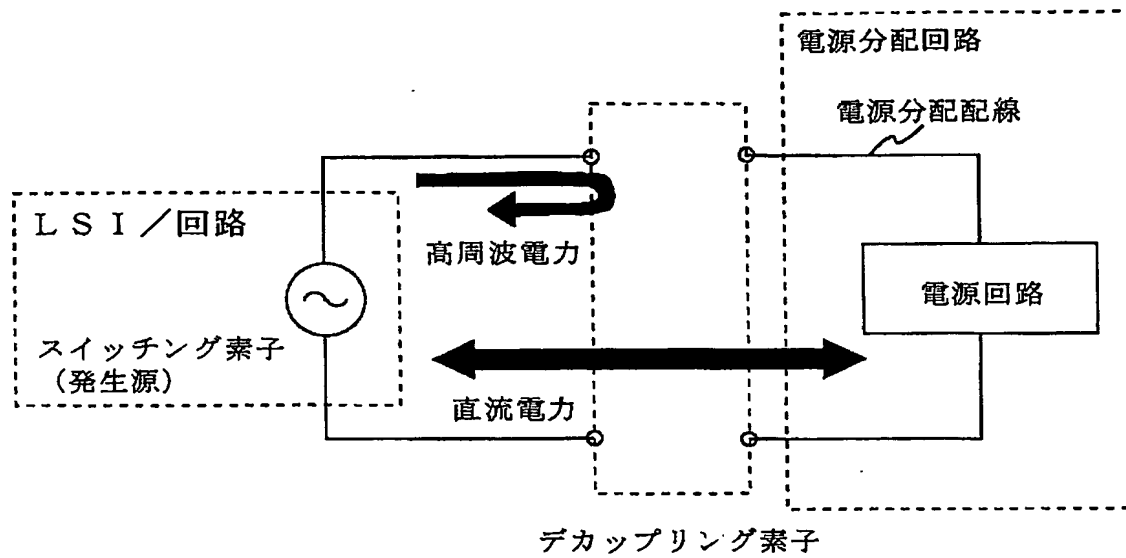 電源分配回路
電源分配配線
ＬＳＩ／回路
高周波電力
電源回路
スイッチング素子
（発生源）
直流電力
デカップリング素子